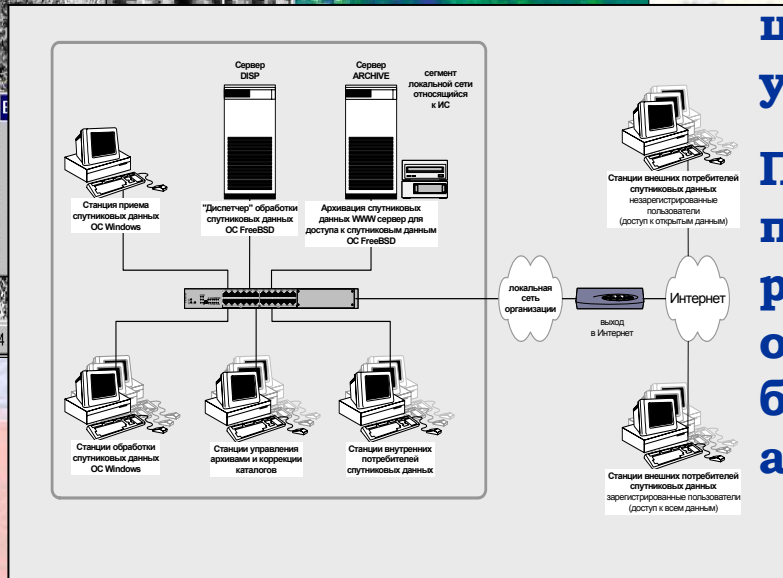 Сервер
DISP
Сервер
ARCHIVE
сегмент
локальной сети
относящийся
к ИС
Станция приема
спутниковых данных
ОС Windows
"Диспетчер" обработки
спутниковых данных
ОС FreeBSD
Архивация спутниковых
данных WWW сервер для
доступа к спутниковым данным
ОС FreeBSD
Станции внешних потребителей
спутниковых данных
незарегистрированные
пользователи
(доступ к открытым данным)
локальная
сеть
организации
выход
в Интернет
Интернет
Станции обработки
спутниковых данных
ОС Windows
Станции управления
архивами и коррекции
каталогов
Станции внутренних
потребителей
спутниковых данных
Станции внешних потребителей
спутниковых данных
зарегистрированные пользователи
(доступ к всем данным)